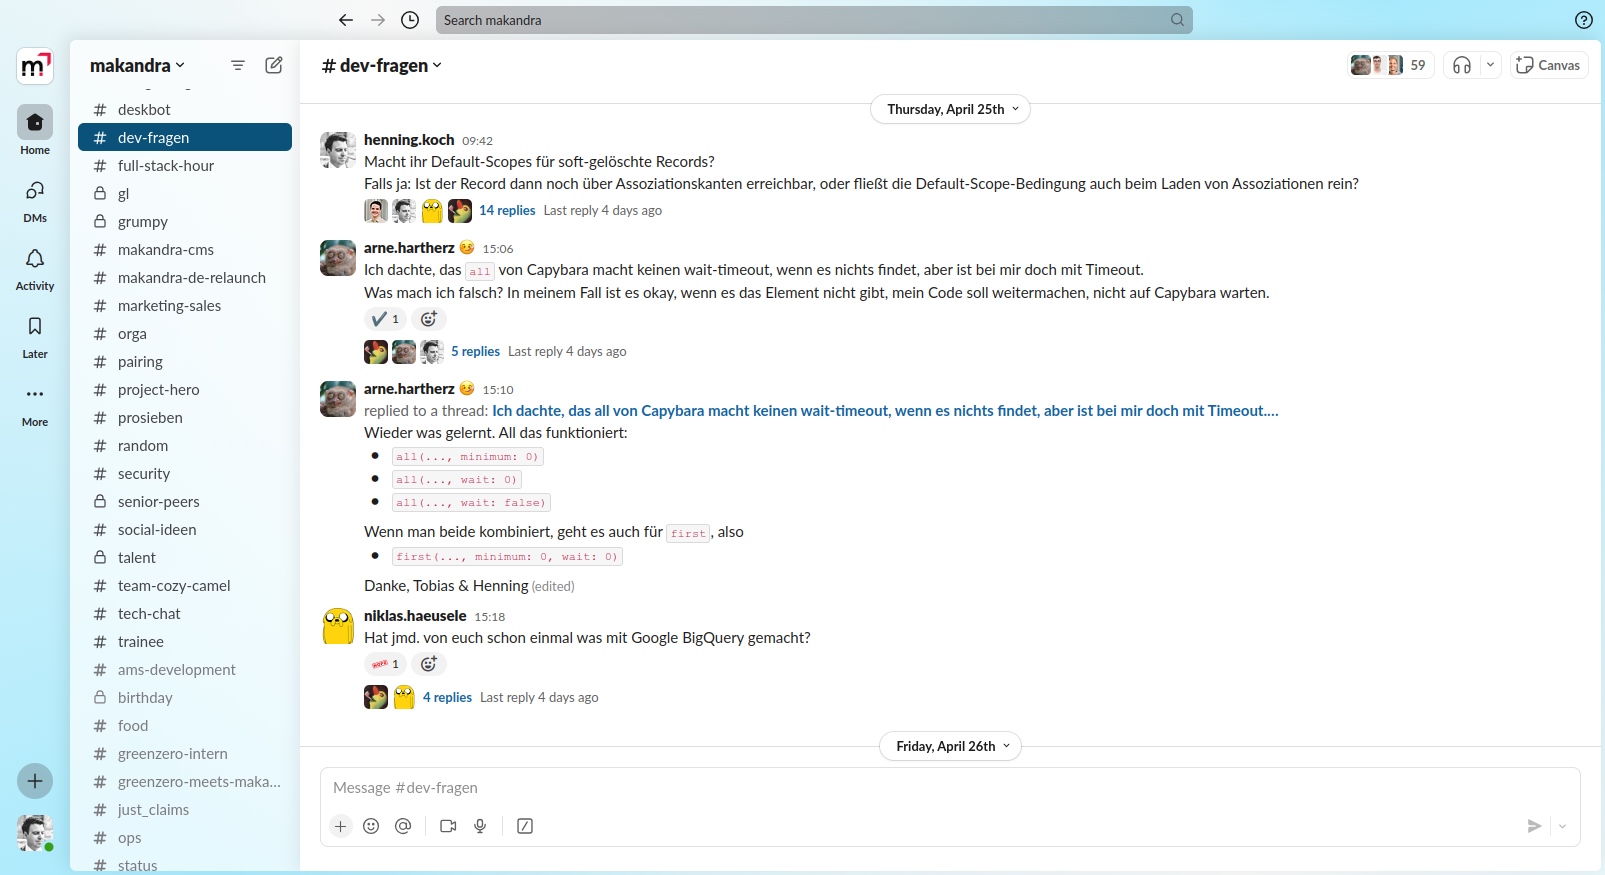 Search makandra
makandra
deskbot
dev-fragen
full-stack-hour
gl
grumpy
makandra-cms
makandra-de-relaunch
marketing-sales
orga
pairing
project-hero
prosieben
random
security
senior-peers
social-ideen
talent
team-cozy-camel
tech-chat
trainee
ams-development
birthday
food
greenzero-intern
greenzero-meets-maka...
just_claims
ops
status
m
Home
DMs
Activity
Later
More
# dev-fragen
59
Canvas
Thursday, April 25th
henning.koch 09:42
Macht ihr Default-Scopes für soft-gelöschte Records?
Falls ja: Ist der Record dann noch über Assoziationskanten erreichbar, oder fließt die Default-Scope-Bedingung auch beim Laden von Assoziationen rein?
14 replies Last reply 4 days ago
arne.hartherz 15:06
Ich dachte, das all von Capybara macht keinen wait-timeout, wenn es nichts findet, aber ist bei mir doch mit Timeout.
Was mach ich falsch? In meinem Fall ist es okay, wenn es das Element nicht gibt, mein Code soll weitermachen, nicht auf Capybara warten.
1
5 replies Last reply 4 days ago
arne.hartherz 15:10
replied to a thread: Ich dachte, das all von Capybara macht keinen wait-timeout, wenn es nichts findet, aber ist bei mir doch mit Timeout....
Wieder was gelernt. All das funktioniert:
• all(..., minimum: 0)
• all(..., wait: 0)
• all(..., wait: false)
Wenn man beide kombiniert, geht es auch für first, also
• first(..., minimum: 0, wait: 0)
Danke, Tobias & Henning (edited)
niklas.haeusele 15:18
Hat jmd. von euch schon einmal was mit Google BigQuery gemacht?
1
4 replies Last reply 4 days ago
Friday, April 26th
Message #dev-fragen